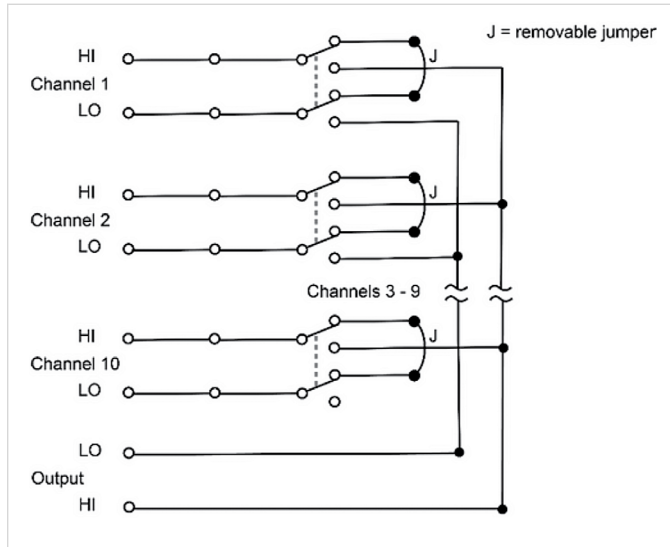 J = removable jumper
HI
J
Channel 1
LO
HI
J
Channel 2
LO
Channels 3 - 9
HI
J
Channel 10
LO
LO
Output
HI